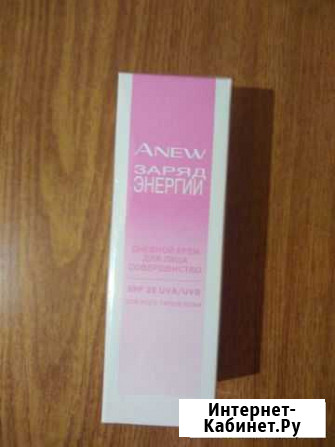 ANEW
ЗАРЯД
ЭНЕРГИИ
ДНЕВНОЙ КРЕМ
ДЛЯ ЛИЦА
СОВЕРШЕНСТВО
SPF 25 UVA/UVB
Интернет-
Кабинет.Ру